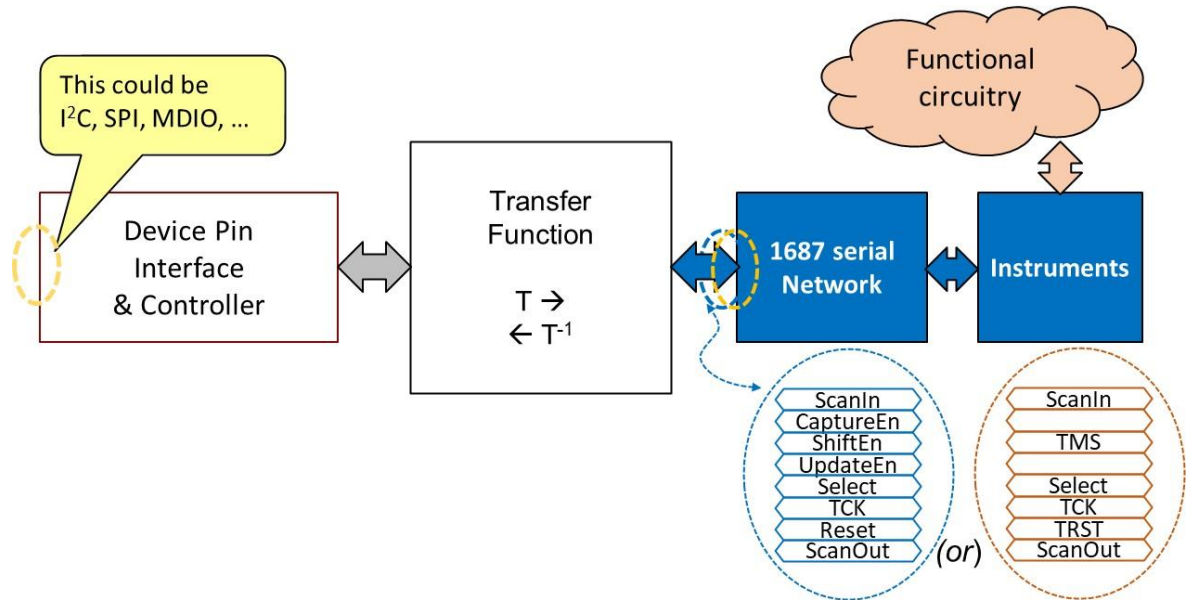 This could be
I²C, SPI, MDIO, ...
Functional
circuitry
Device Pin
Interface
& Controller
Transfer
Function
T →
← T⁻¹
1687 serial
Network
Instruments
ScanIn
CaptureEn
ShiftEn
UpdateEn
Select
TCK
Reset
ScanOut
(or)
ScanIn
TMS
Select
TCK
TRST
ScanOut